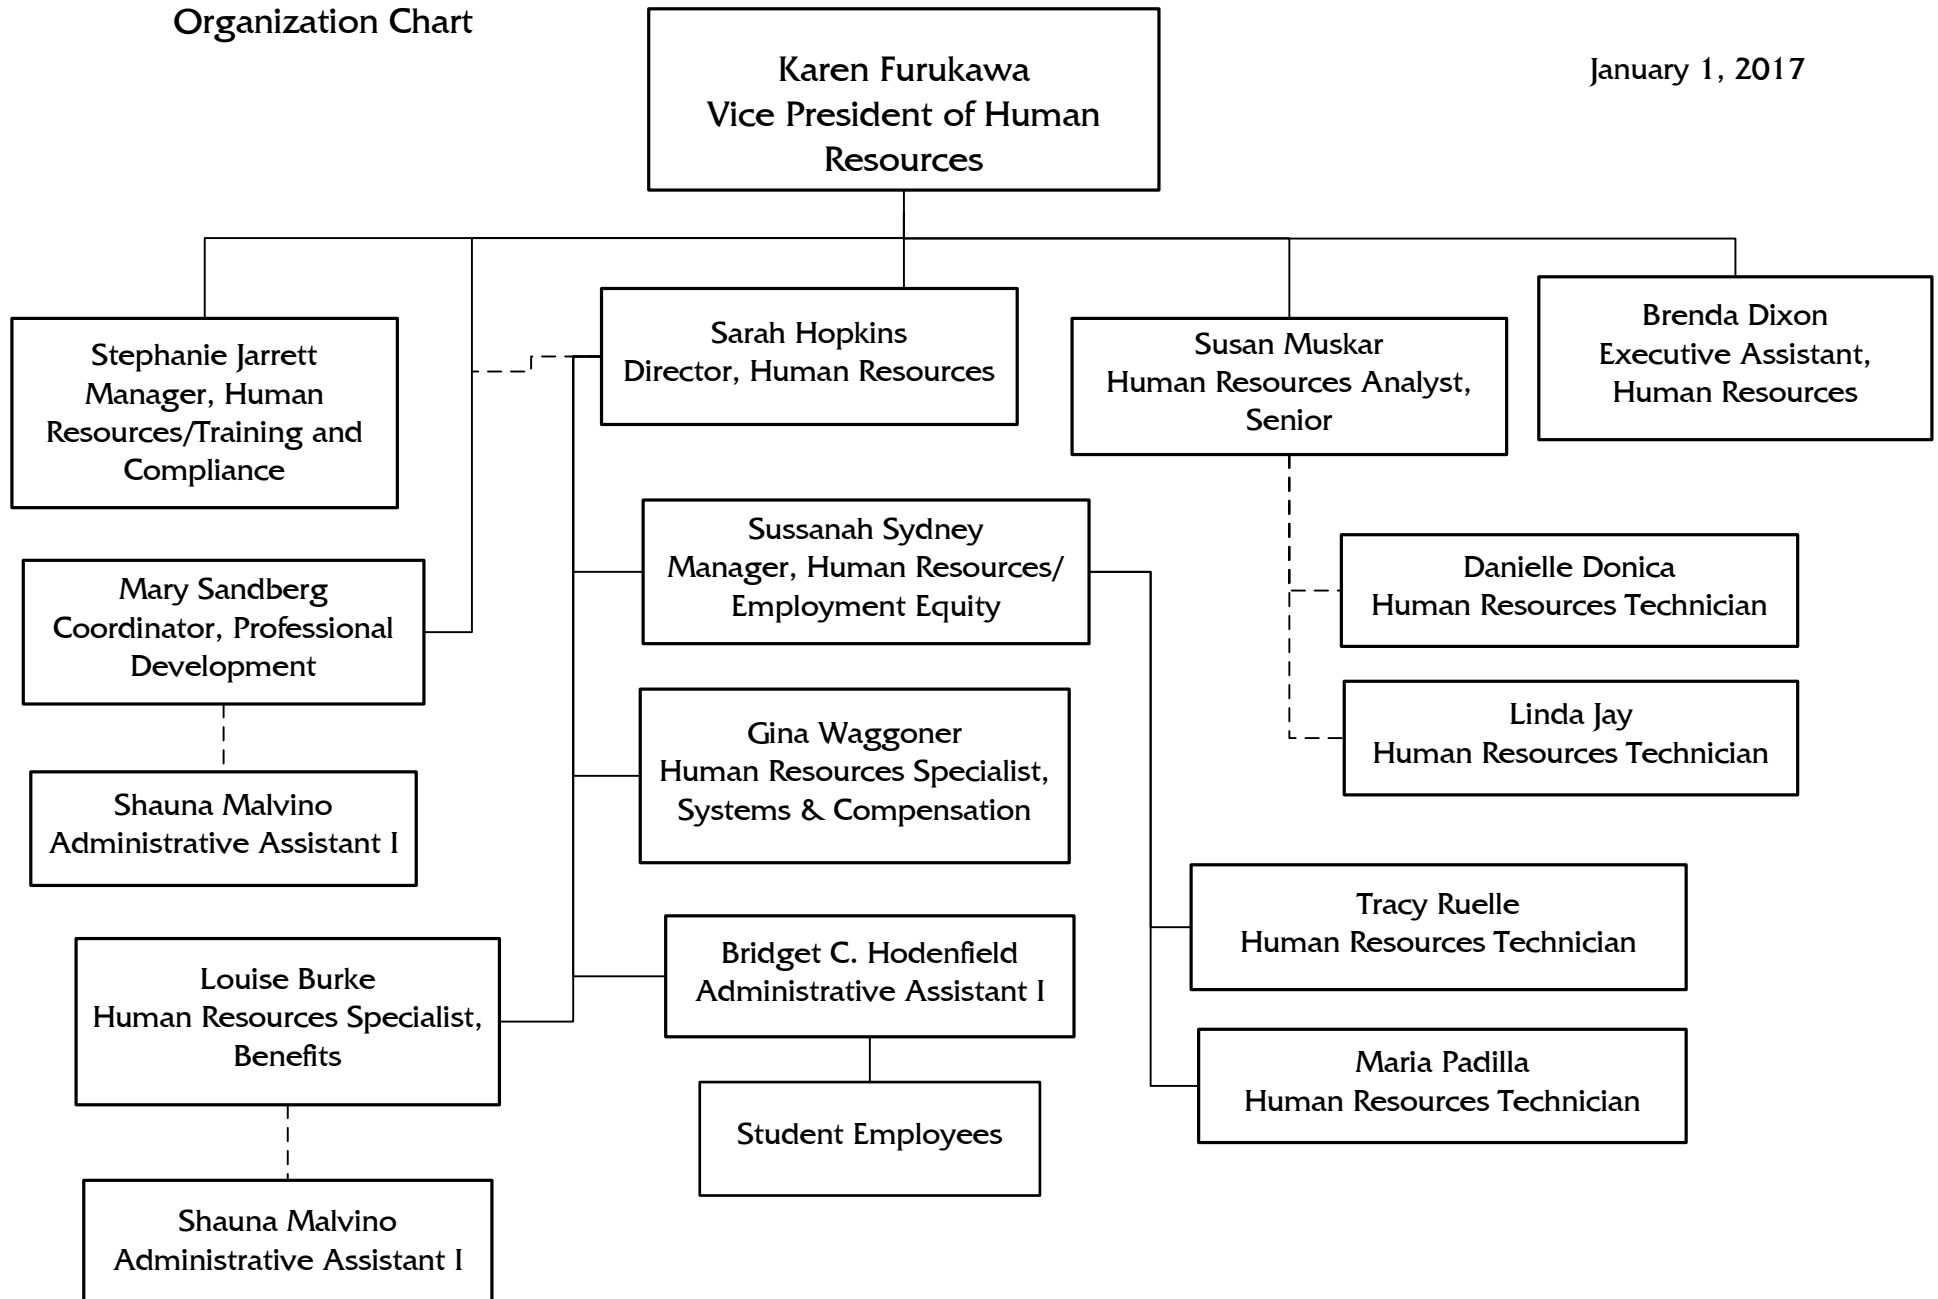 Organization Chart
January 1, 2017
Karen Furukawa
Vice President of Human
Resources
Stephanie Jarrett
Manager, Human
Resources/Training and
Compliance
Sarah Hopkins
Director, Human Resources
Susan Muskar
Human Resources Analyst,
Senior
Brenda Dixon
Executive Assistant,
Human Resources
Mary Sandberg
Coordinator, Professional
Development
Sussanah Sydney
Manager, Human Resources/
Employment Equity
Danielle Donica
Human Resources Technician
Linda Jay
Human Resources Technician
Gina Waggoner
Human Resources Specialist,
Systems & Compensation
Shauna Malvino
Administrative Assistant I
Tracy Ruelle
Human Resources Technician
Louise Burke
Human Resources Specialist,
Benefits
Bridget C. Hodenfield
Administrative Assistant I
Maria Padilla
Human Resources Technician
Student Employees
Shauna Malvino
Administrative Assistant I